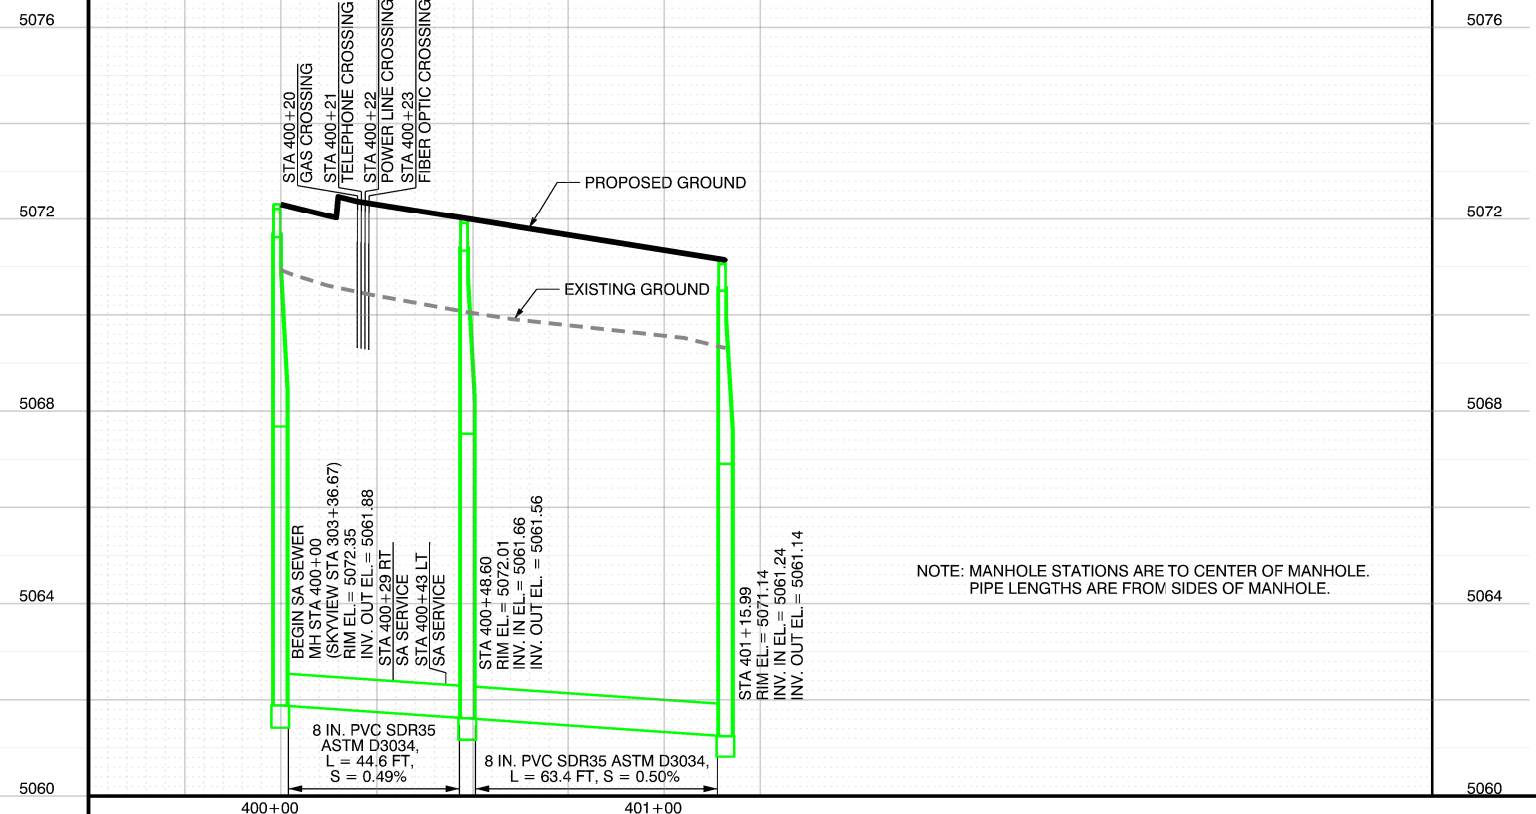 5076
5076
STA 400+20
GAS CROSSING
STA 400+21
TELEPHONE CROSSING
STA 400+22
POWER LINE CROSSING
STA 400+23
FIBER OPTIC CROSSING
PROPOSED GROUND
5072
5072
EXISTING GROUND
5068
5068
BEGIN SA SEWER
MH STA 400+00
(SKYVIEW STA 303+36.67)
RIM EL.= 5072.35
INV. OUT EL.= 5061.88
STA 400+29 RT
SA SERVICE
STA 400+43 LT
SA SERVICE
STA 400+48.60
RIM EL.= 5072.01
INV. IN EL.= 5061.66
INV. OUT EL. = 5061.56
STA 401+15.99
RIM EL.= 5071.14
INV. IN EL.= 5061.24
INV. OUT EL.= 5061.14
NOTE: MANHOLE STATIONS ARE TO CENTER OF MANHOLE.
PIPE LENGTHS ARE FROM SIDES OF MANHOLE.
5064
5064
8 IN. PVC SDR35
ASTM D3034,
L = 44.6 FT,
S = 0.49%
8 IN. PVC SDR35 ASTM D3034,
L = 63.4 FT, S = 0.50%
5060
5060
400+00
401+00